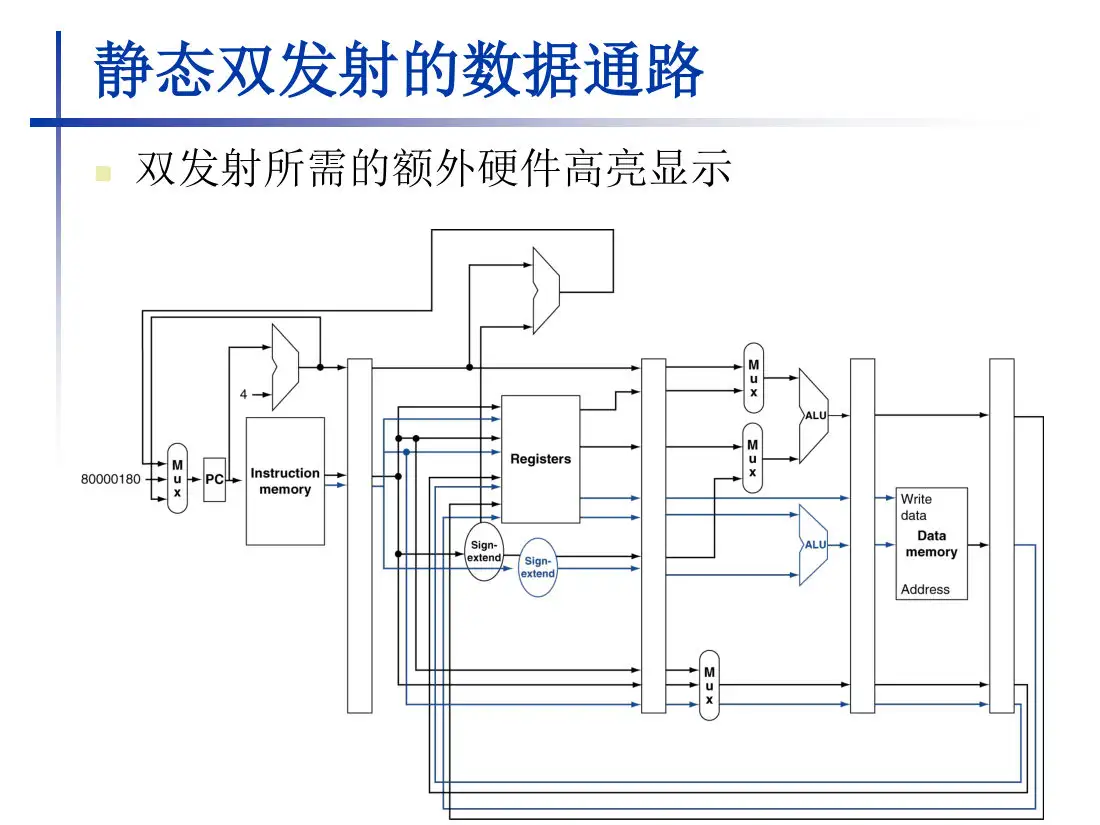 静态双发射的数据通路
双发射所需的额外硬件高亮显示
4
80000180
Mux
PC
Instruction
memory
Registers
Sign-
extend
Sign-
extend
Mux
Mux
ALU
ALU
Mux
Write
data
Data
memory
Address